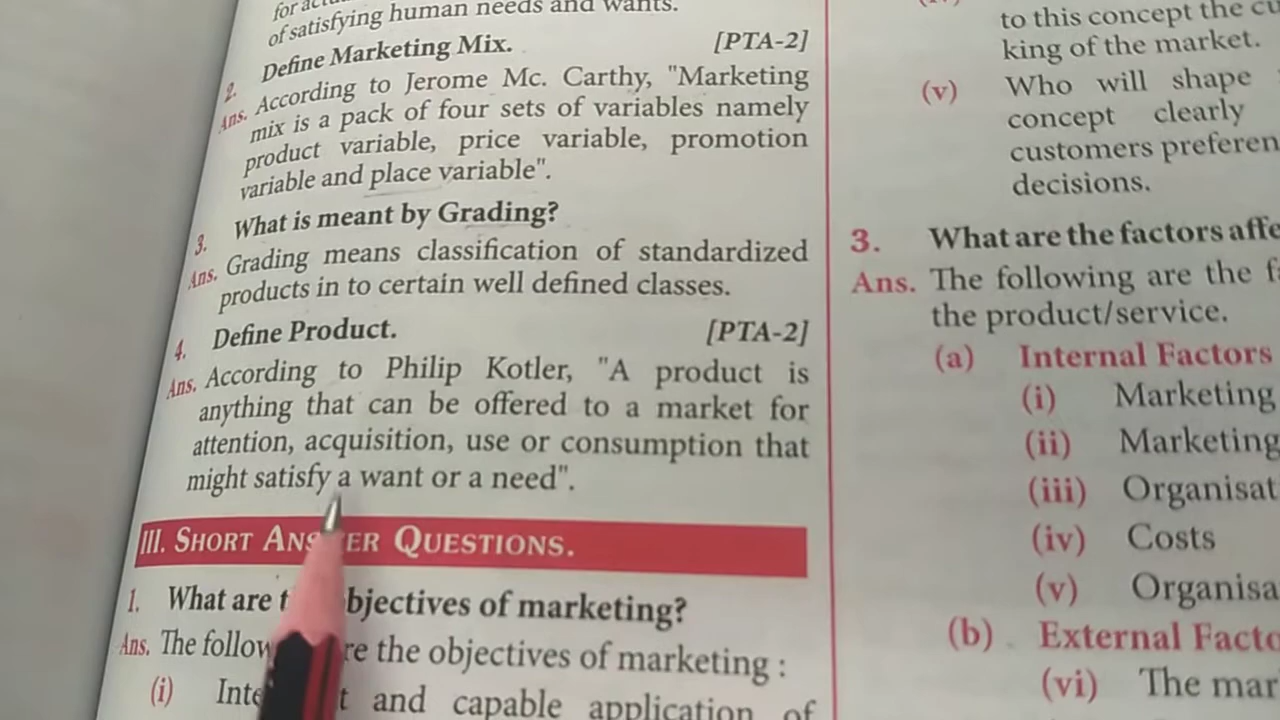 of satisfying human needs and wants.
2. Define Marketing Mix. [PTA-2]
Ans. According to Jerome Mc. Carthy, "Marketing
mix is a pack of four sets of variables namely
product variable, price variable, promotion
variable and place variable".
3. What is meant by Grading?
Ans. Grading means classification of standardized
products in to certain well defined classes.
4. Define Product. [PTA-2]
Ans. According to Philip Kotler, "A product is
anything that can be offered to a market for
attention, acquisition, use or consumption that
might satisfy a want or a need".
III. SHORT ANSWER QUESTIONS.
1. What are objectives of marketing?
Ans. The the objectives of marketing :
(i) and capable application of
to this concept the
king of the market.
(v) Who will shape
concept clearly
customers
decisions.
3. What are the factors
Ans. The following are the
the product/service.
(a) Internal Factors
(i) Marketing
(ii) Marketing
(iii)
(iv) Costs
(v)
(b) External
(vi) The